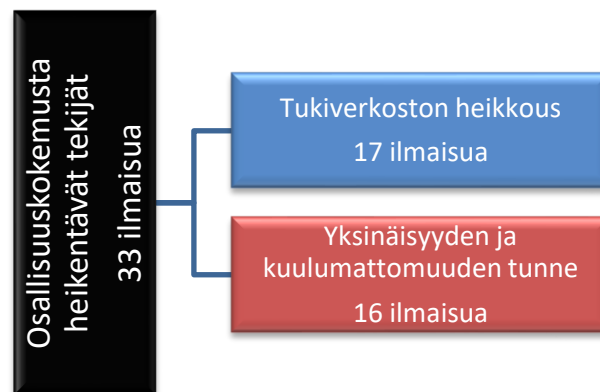 Osallisuuskokemusta
heikentävät tekijät
33 ilmaisua
Tukiverkoston heikkous
17 ilmaisua
Yksinäisyyden ja
kuulumattomuuden tunne
16 ilmaisua